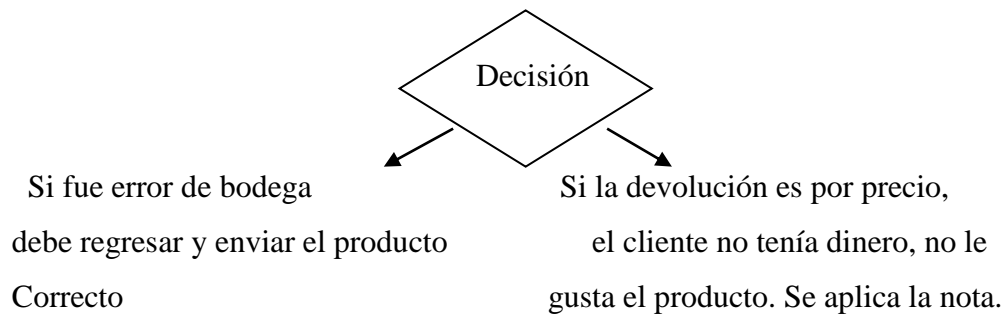 Decisión
Si fue error de bodega
debe regresar y enviar el producto
Correcto
Si la devolución es por precio,
el cliente no tenía dinero, no le
gusta el producto. Se aplica la nota.